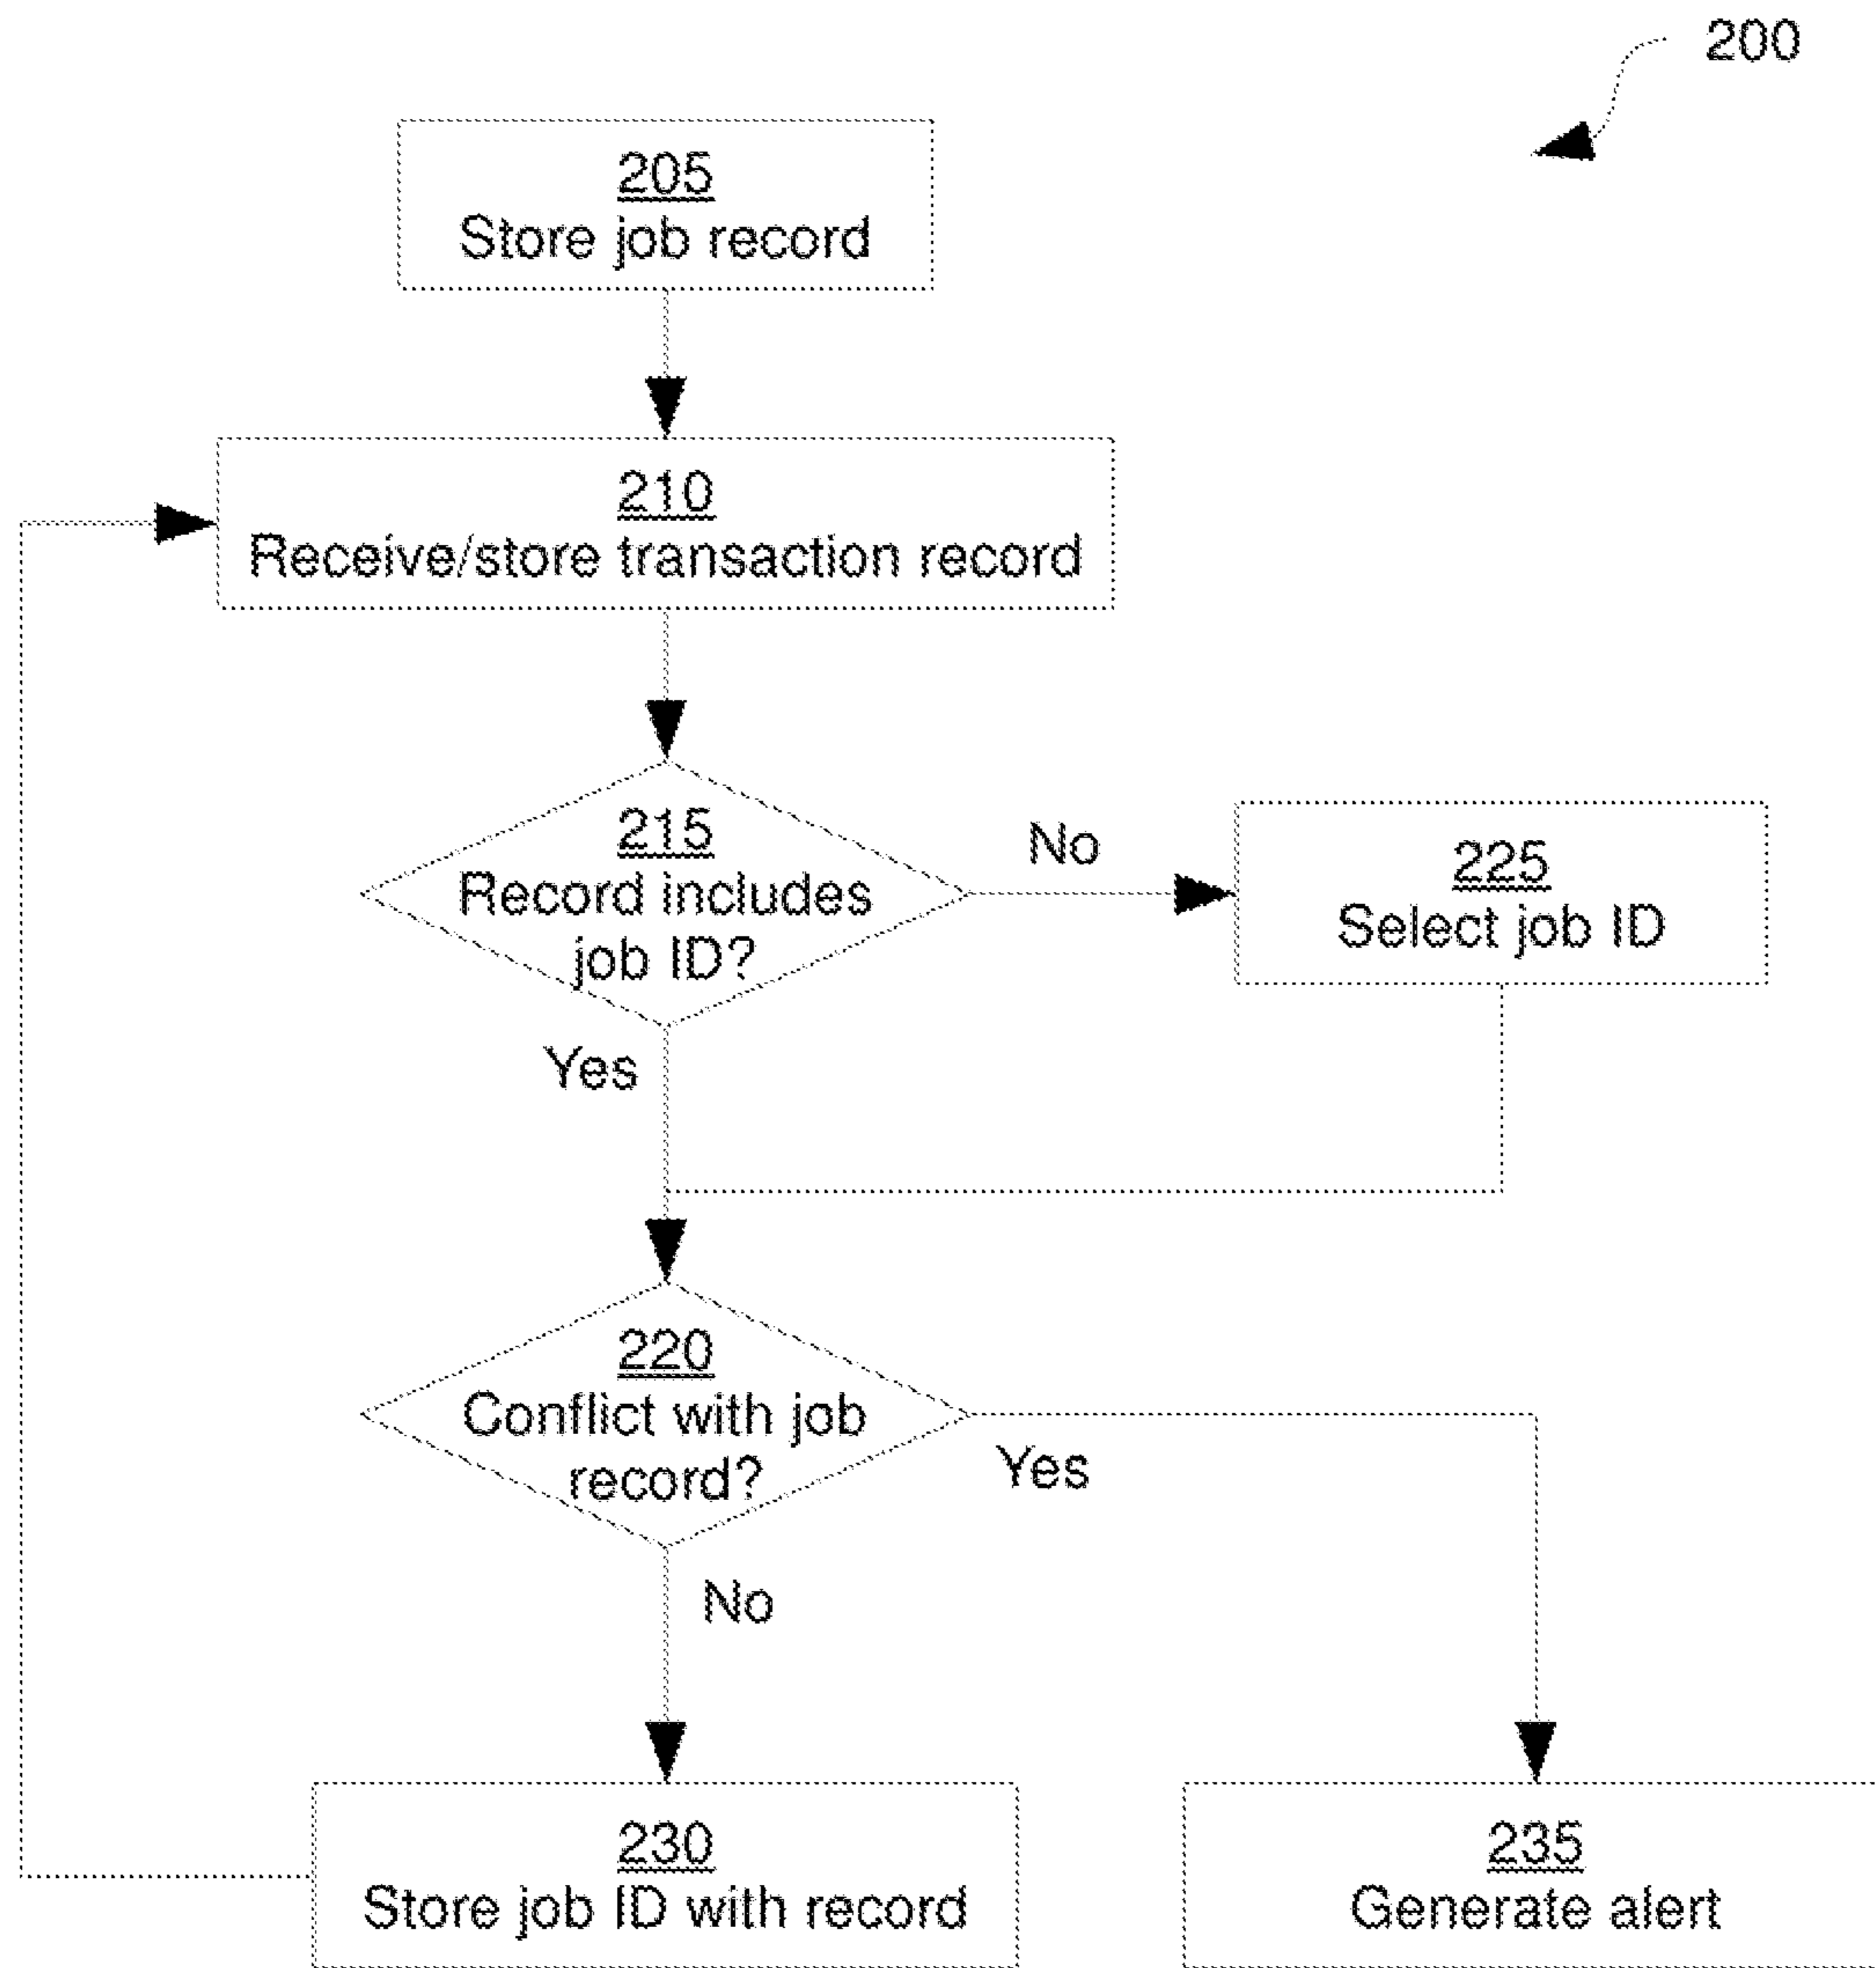 200
205
Store job record
210
Receive/store transaction record
215
Record includes
job ID?
No
225
Select job ID
Yes
220
Conflict with job
record?
Yes
No
230
Store job ID with record
235
Generate alert